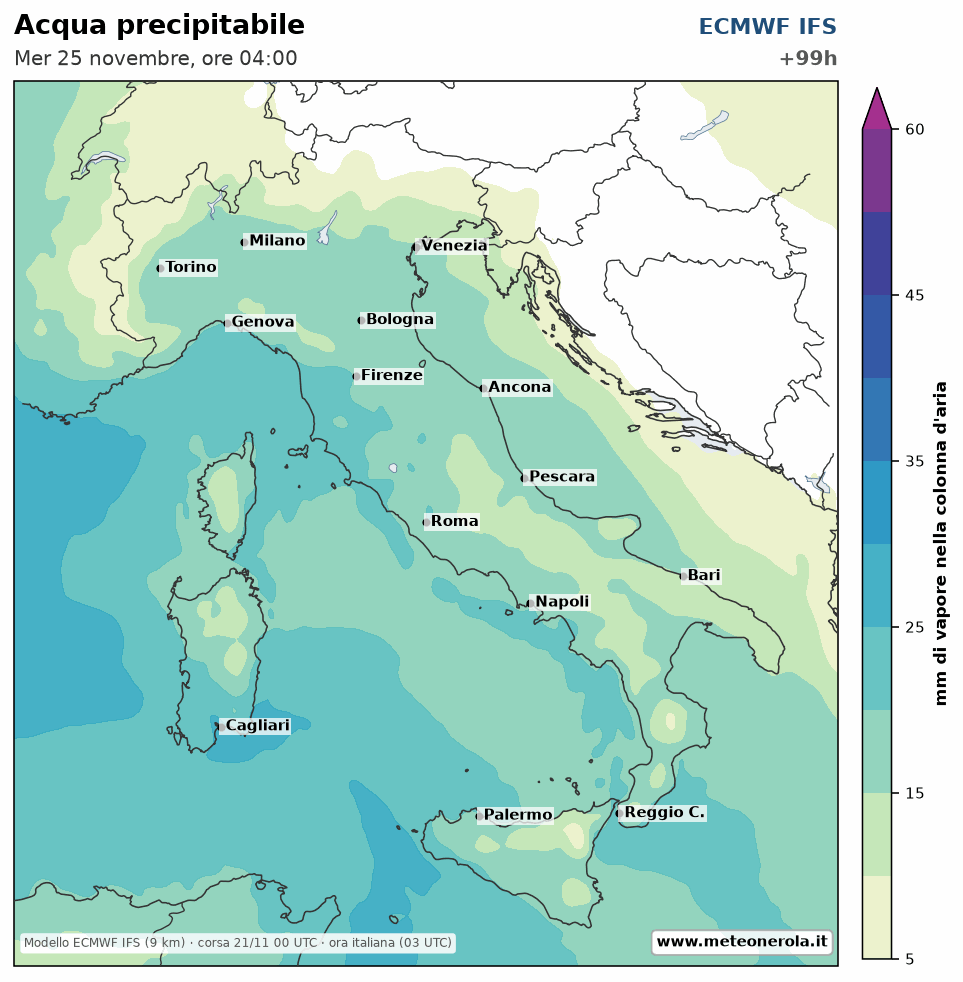 Acqua precipitabile
ECMWF IFS
Mer 25 novembre, ore 04:00
+99h
Milano
Venezia
Torino
Genova
Bologna
Firenze
Ancona
Pescara
Roma
Bari
Napoli
Cagliari
Palermo
Reggio C.
60
45
35
25
15
5
mm di vapore nella colonna d'aria
Modello ECMWF IFS (9 km) · corsa 21/11 00 UTC · ora italiana (03 UTC)
www.meteonerola.it